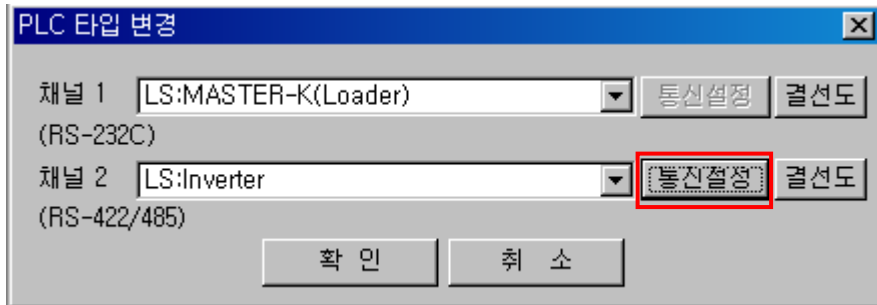 PLC 타입 변경
채널 1 LS:MASTER-K(Loader) 통신설정 결선도
(RS-232C)
채널 2 LS:Inverter 통신설정 결선도
(RS-422/485)
확 인 취 소